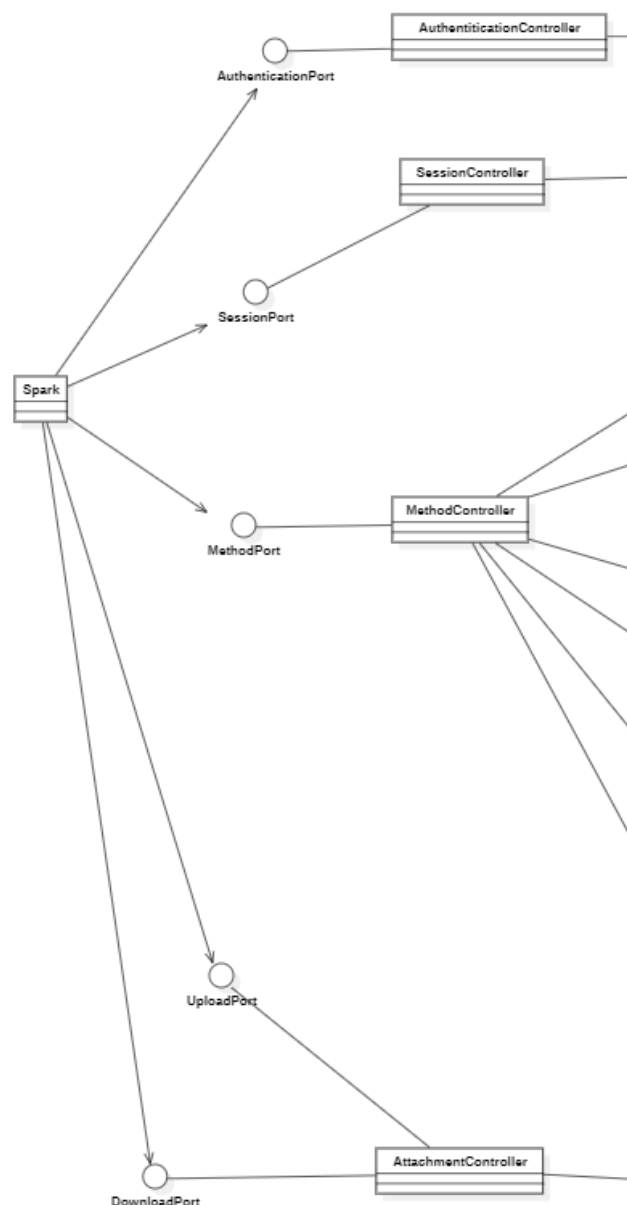 AuthentiticationController
AuthenticationPort
SessionController
SessionPort
Spark
MethodController
MethodPort
UploadPort
AttachmentController
DownloadPort